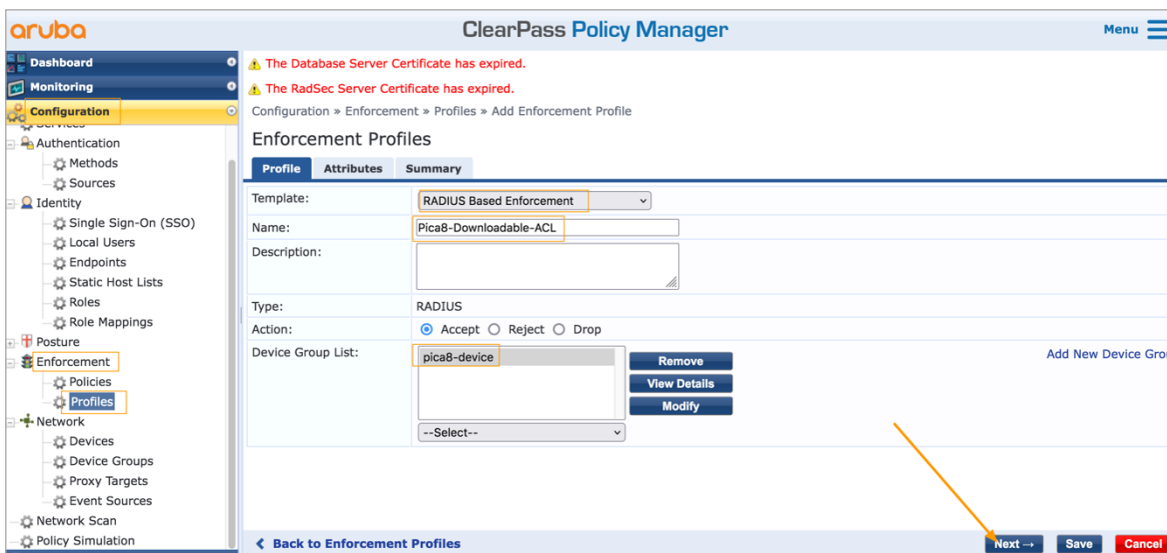 aruba
ClearPass Policy Manager
Menu
Dashboard
Monitoring
Configuration
Services
Authentication
Methods
Sources
Identity
Single Sign-On (SSO)
Local Users
Endpoints
Static Host Lists
Roles
Role Mappings
Posture
Enforcement
Policies
Profiles
Network
Devices
Device Groups
Proxy Targets
Event Sources
Network Scan
Policy Simulation
The Database Server Certificate has expired.
The RadSec Server Certificate has expired.
Configuration » Enforcement » Profiles » Add Enforcement Profile
Enforcement Profiles
Profile Attributes Summary
Template: RADIUS Based Enforcement
Name: Pica8-Downloadable-ACL
Description:
Type: RADIUS
Action: Accept Reject Drop
Device Group List: pica8-device
Remove
View Details
Modify
--Select--
Add New Device Gro
Back to Enforcement Profiles
Next → Save Cancel